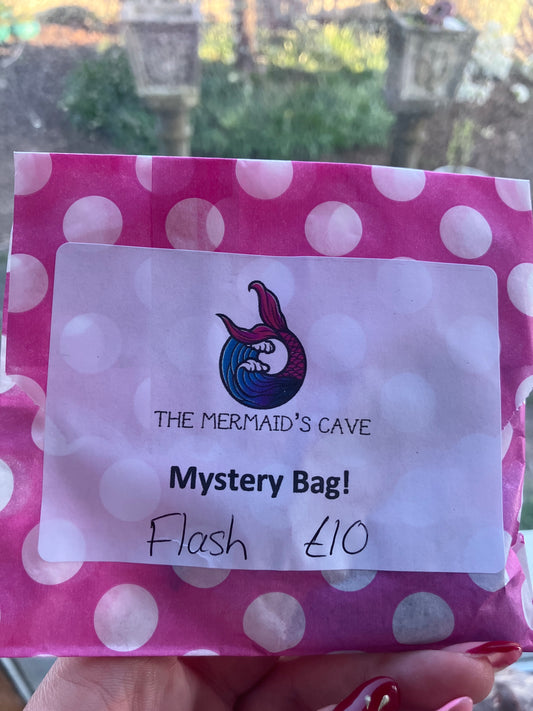 THE MERMAID'S CAVE
Mystery Bag!
Flash £10